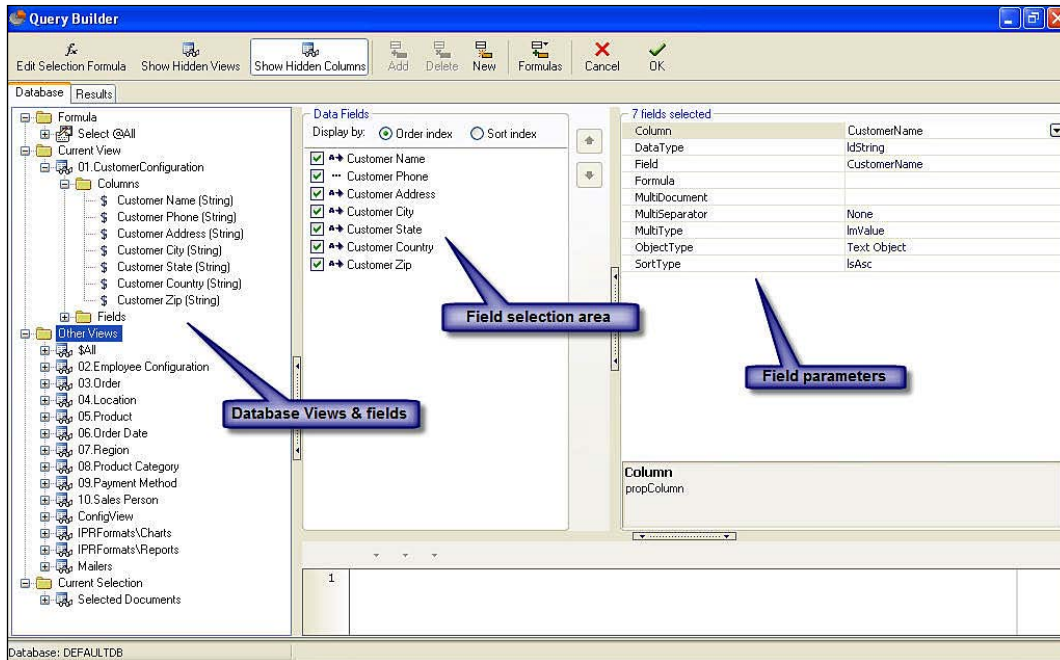 Query Builder
Edit Selection Formula Show Hidden Views Show Hidden Columns Add Delete New Formulas Cancel OK
Database Results
Formula
Select @All
Current View
01.CustomerConfiguration
Columns
$ Customer Name (String)
$ Customer Phone (String)
$ Customer Address (String)
$ Customer City (String)
$ Customer State (String)
$ Customer Country (String)
$ Customer Zip (String)
Fields
Other Views
$All
02.Employee Configuration
03.Order
04.Location
05.Product
06.Order Date
07.Region
08.Product Category
09.Payment Method
10.Sales Person
ConfigView
IPRFormats\Charts
IPRFormats\Reports
Mailers
Current Selection
Selected Documents
Database Views & fields
Data Fields
Display by: Order index Sort index
Customer Name
Customer Phone
Customer Address
Customer City
Customer State
Customer Country
Customer Zip
Field selection area
7 fields selected
Column CustomerName
DataType ldString
Field CustomerName
Formula
MultiDocument
MultiSeparator None
MultiType lmValue
ObjectType Text Object
SortType lsAsc
Field parameters
Column
propColumn
1
Database: DEFAULTDB